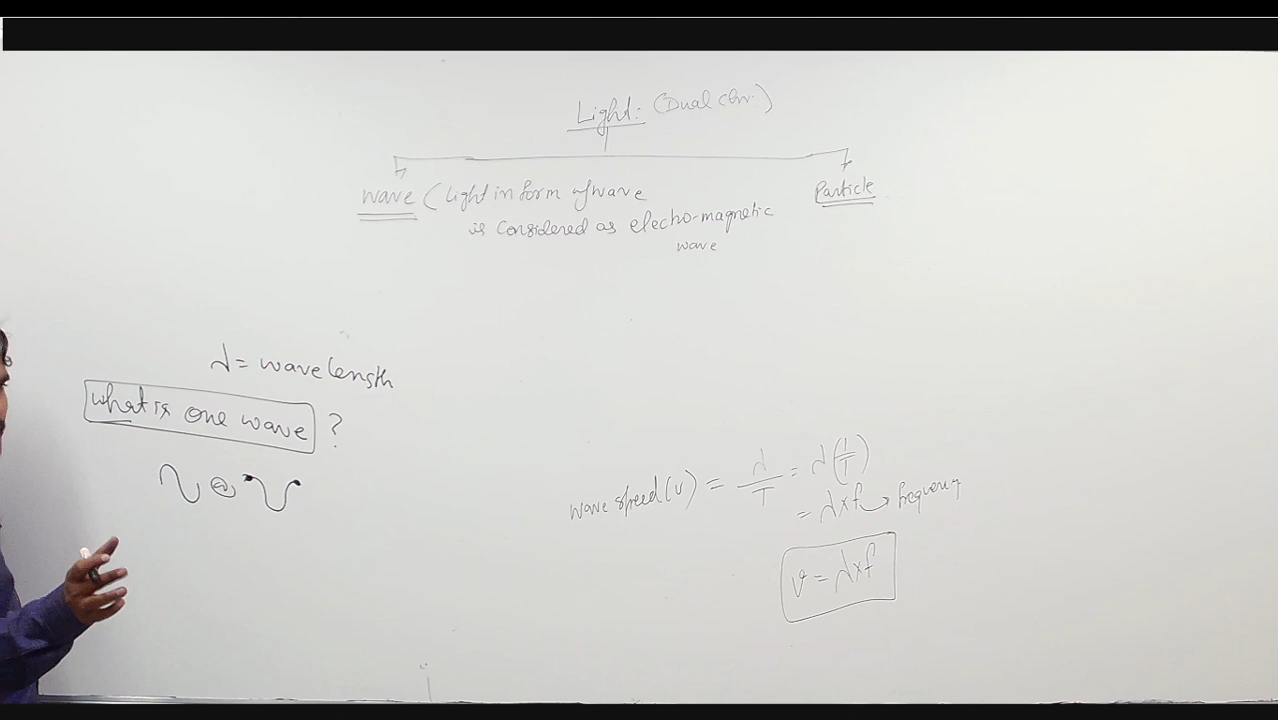 Light: (Dual char.)
wave (Light in form of wave
is considered as electro-magnetic
wave
Particle
λ = wavelength
what is one wave ?
wave speed (v) = λ/T = λ(1/T)
= λ×f → frequency
v = λ×f